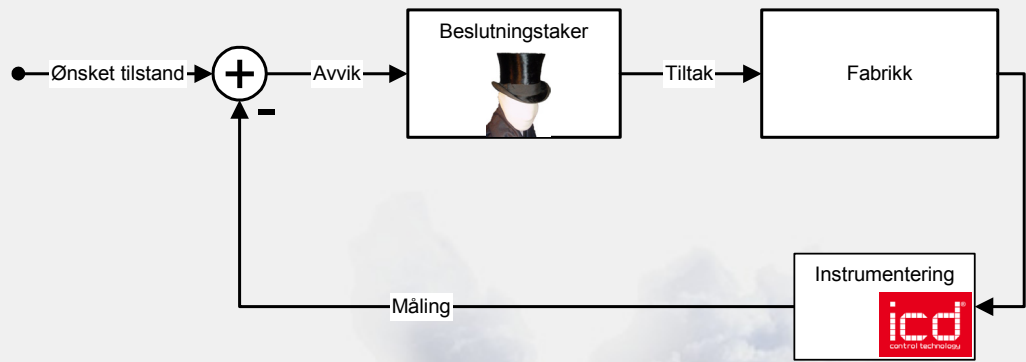 Beslutningstaker
Ønsket tilstand
+
Avvik
Tiltak
Fabrikk
-
Instrumentering
Måling
icd®
control technology